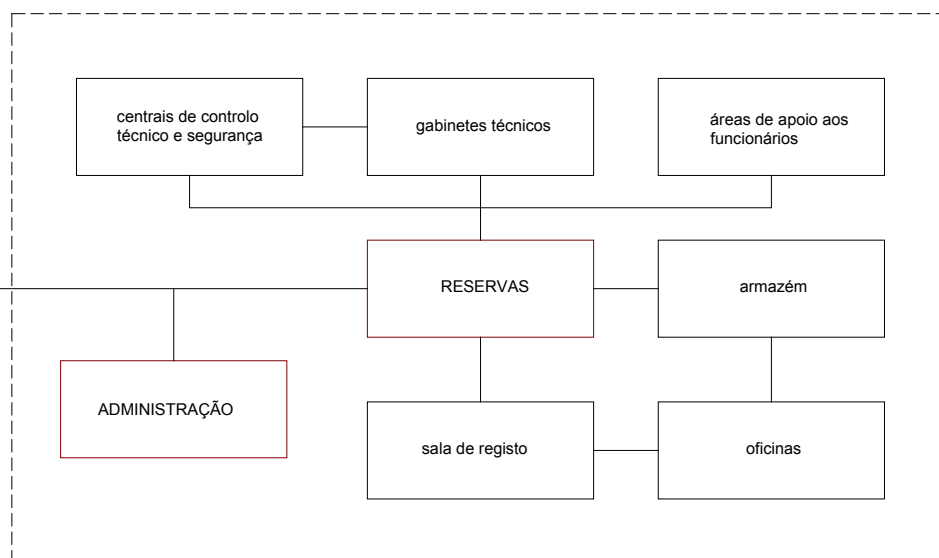 centrais de controlo
técnico e segurança
gabinetes técnicos
áreas de apoio aos
funcionários
RESERVAS
armazém
ADMINISTRAÇÃO
sala de registo
oficinas